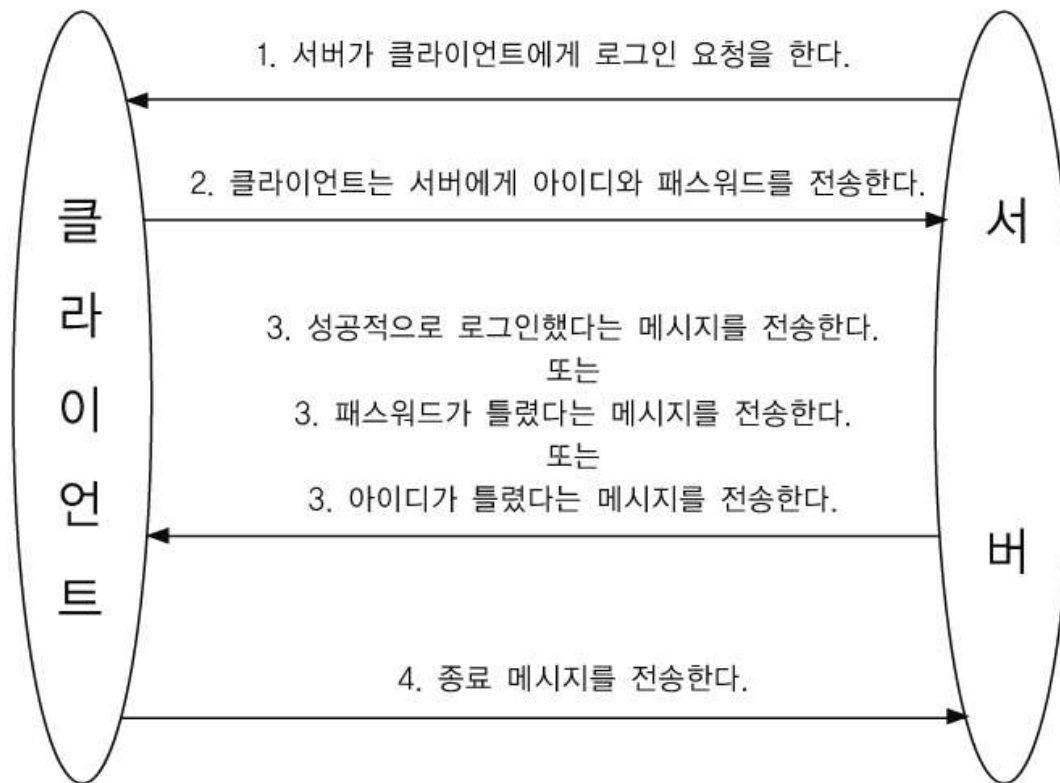 1. 서버가 클라이언트에게 로그인 요청을 한다.
2. 클라이언트는 서버에게 아이디와 패스워드를 전송한다.
클라이언트
서버
3. 성공적으로 로그인했다는 메시지를 전송한다.
또는
3. 패스워드가 틀렸다는 메시지를 전송한다.
또는
3. 아이디가 틀렸다는 메시지를 전송한다.
4. 종료 메시지를 전송한다.